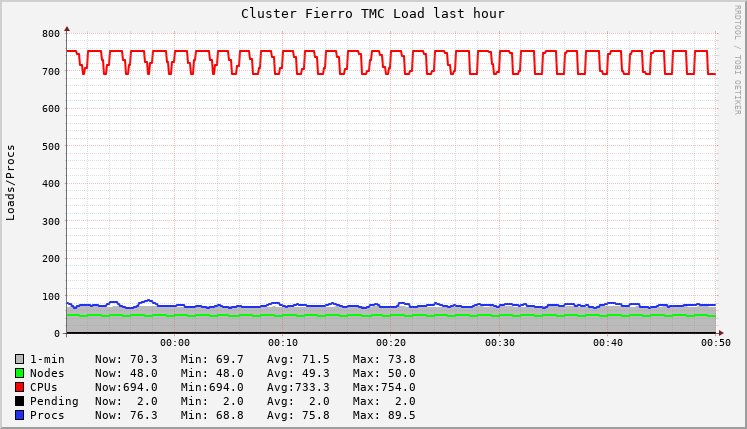 Cluster Fierro TMC Load last hour
RRDTOOL / TOBI OETIKER
Loads/Procs
800
700
600
500
400
300
200
100
0
00:00 00:10 00:20 00:30 00:40 00:50
1-min Now: 70.3 Min: 69.7 Avg: 71.5 Max: 73.8
Nodes Now: 48.0 Min: 48.0 Avg: 49.3 Max: 50.0
CPUs Now:694.0 Min:694.0 Avg:733.3 Max:754.0
Pending Now: 2.0 Min: 2.0 Avg: 2.0 Max: 2.0
Procs Now: 76.3 Min: 68.8 Avg: 75.8 Max: 89.5